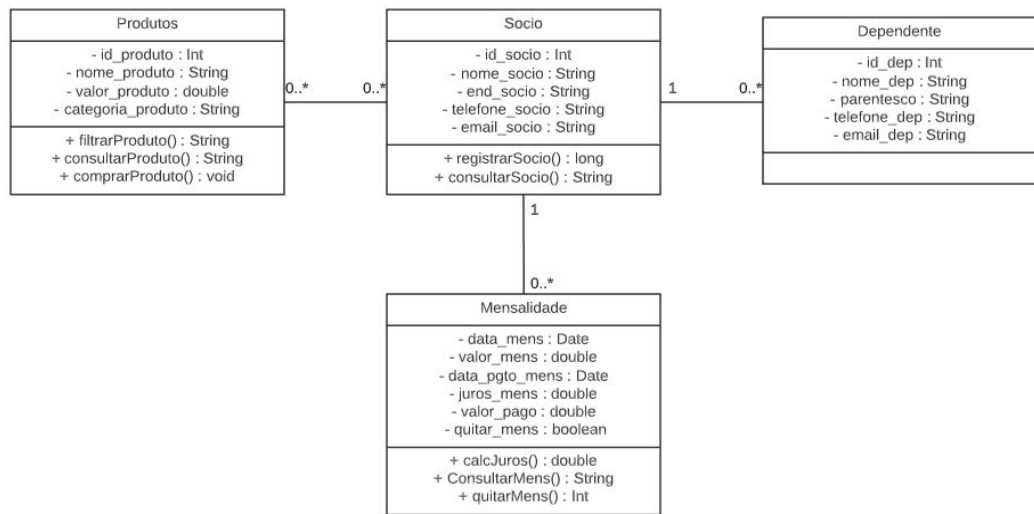 Produtos
- id_produto : Int
- nome_produto : String
- valor_produto : double
- categoria_produto : String
+ filtrarProduto() : String
+ consultarProduto() : String
+ comprarProduto() : void
0..*
0..*
Socio
- id_socio : Int
- nome_socio : String
- end_socio : String
- telefone_socio : String
- email_socio : String
+ registrarSocio() : long
+ consultarSocio() : String
1
0..*
Dependente
- id_dep : Int
- nome_dep : String
- parentesco : String
- telefone_dep : String
- email_dep : String
1
0..*
Mensalidade
- data_mens : Date
- valor_mens : double
- data_pgto_mens : Date
- juros_mens : double
- valor_pago : double
- quitar_mens : boolean
+ calcJuros() : double
+ ConsultarMens() : String
+ quitarMens() : Int